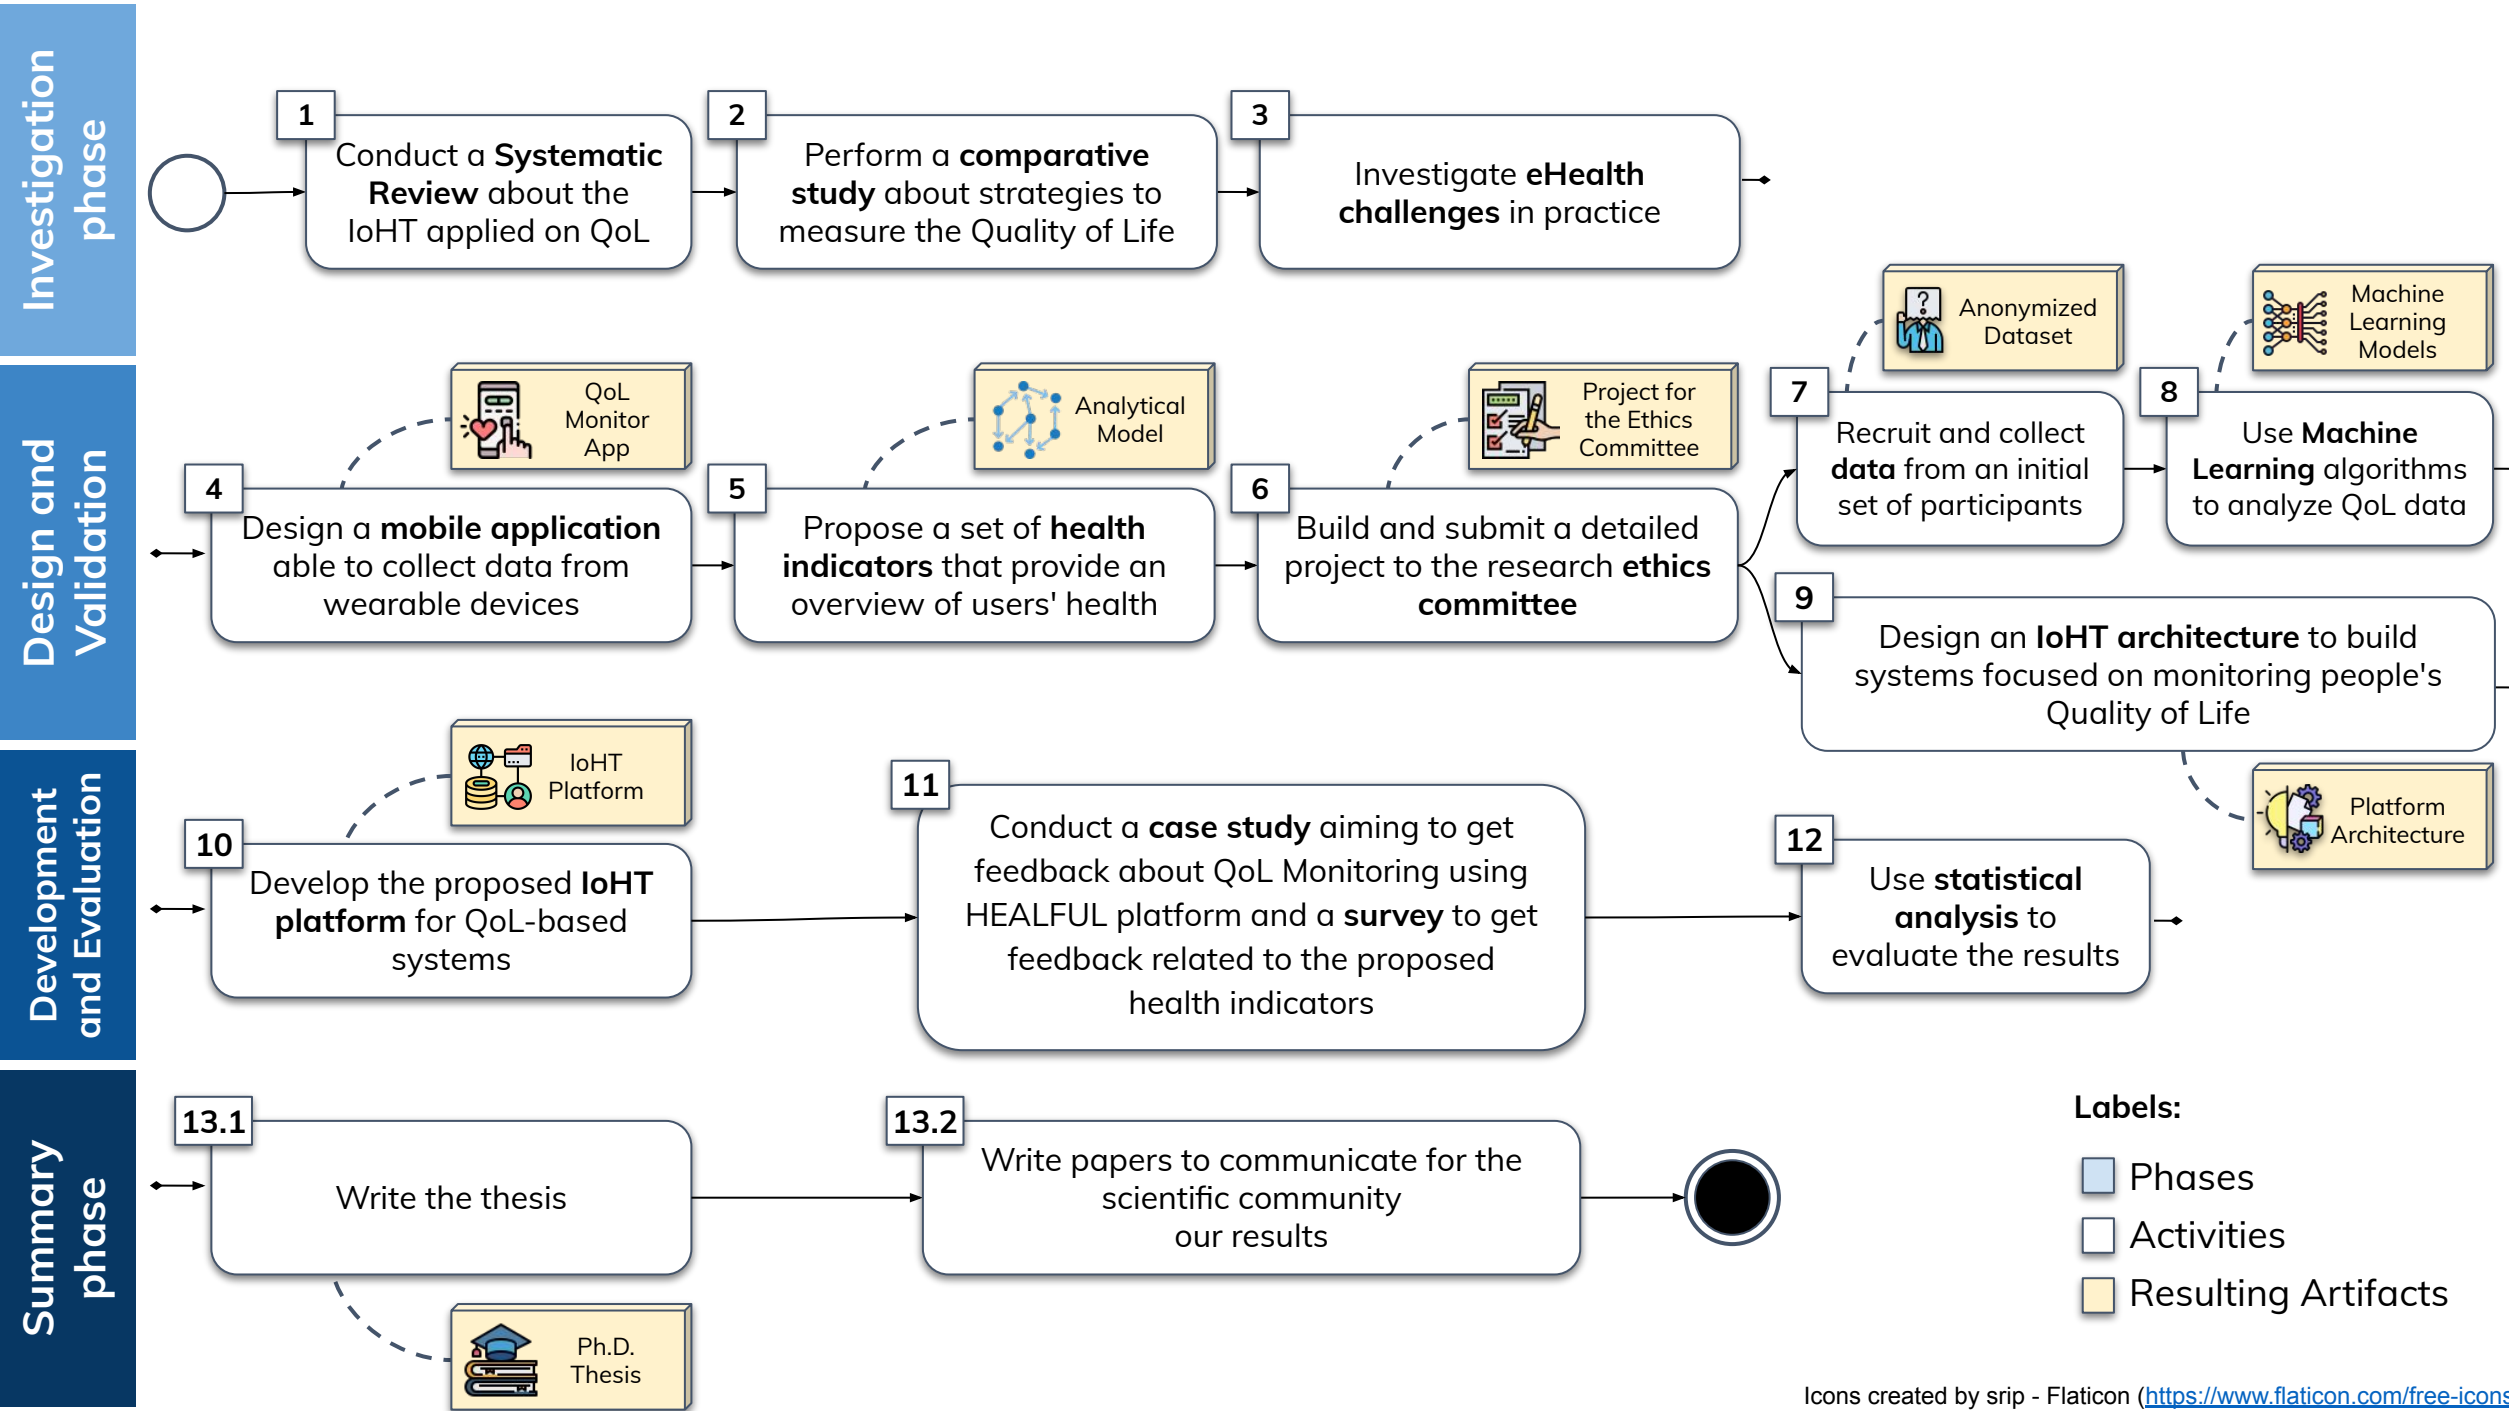 Investigation
phase
1
Conduct a Systematic
Review about the
IoHT applied on QoL
2
Perform a comparative
study about strategies to
measure the Quality of Life
3
Investigate eHealth
challenges in practice
Design and
Validation
QoL
Monitor
App
4
Design a mobile application
able to collect data from
wearable devices
Analytical
Model
5
Propose a set of health
indicators that provide an
overview of users' health
Project for
the Ethics
Committee
6
Build and submit a detailed
project to the research ethics
committee
Anonymized
Dataset
7
Recruit and collect
data from an initial
set of participants
Machine
Learning
Models
8
Use Machine
Learning algorithms
to analyze QoL data
9
Design an IoHT architecture to build
systems focused on monitoring people's
Quality of Life
Platform
Architecture
Development
and Evaluation
IoHT
Platform
10
Develop the proposed IoHT
platform for QoL-based
systems
11
Conduct a case study aiming to get
feedback about QoL Monitoring using
HEALFUL platform and a survey to get
feedback related to the proposed
health indicators
12
Use statistical
analysis to
evaluate the results
Summary
phase
13.1
Write the thesis
Ph.D.
Thesis
13.2
Write papers to communicate for the
scientific community
our results
Labels:
Phases
Activities
Resulting Artifacts
Icons created by srip - Flaticon (https://www.flaticon.com/free-icons